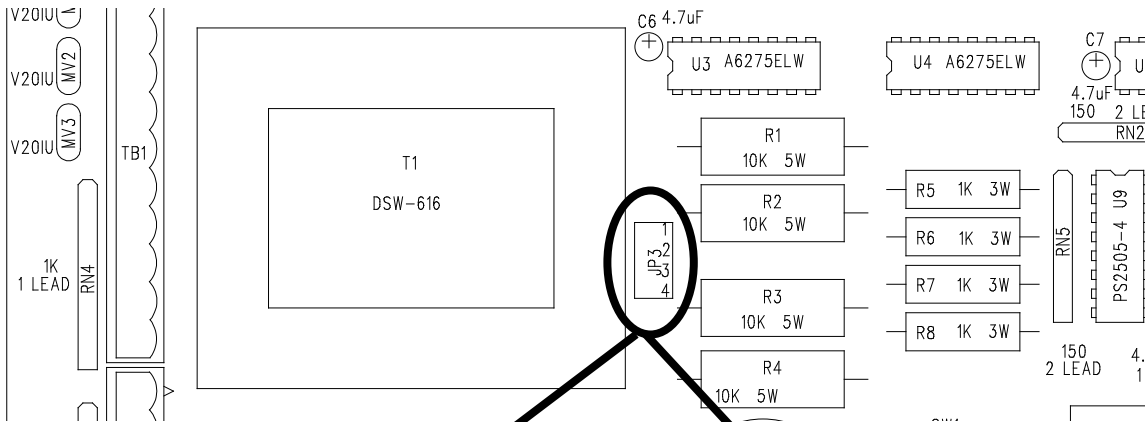 V20IU
MV2
V20IU
MV3
V20IU
TB1
1K
1 LEAD
RN4
T1
DSW-616
C6 4.7uF
U3 A6275ELW
U4 A6275ELW
C7
4.7uF
150
RN2
R1
10K 5W
R2
10K 5W
JP3
1
2
3
4
R3
10K 5W
R4
10K 5W
R5 1K 3W
R6 1K 3W
R7 1K 3W
R8 1K 3W
RN5
PS2505-4 U9
150
2 LEAD